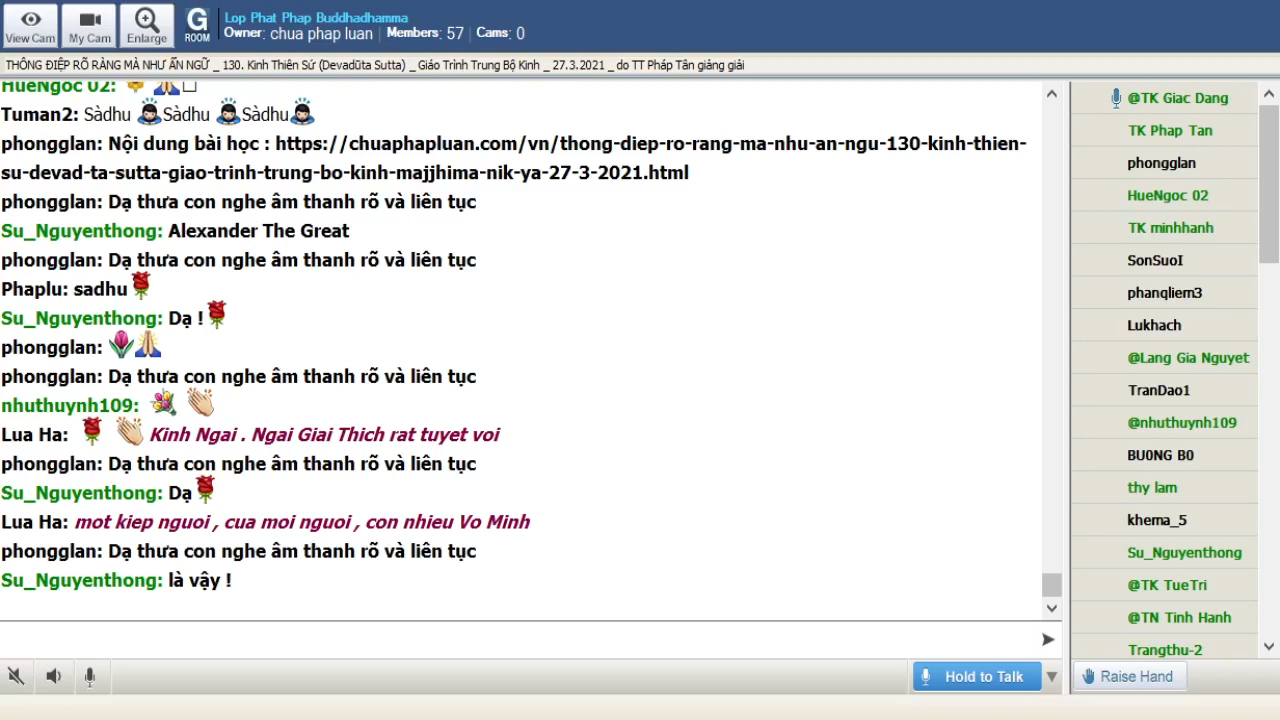 View Cam
My Cam
Enlarge
G
ROOM
Lop Phat Phap Buddhadhamma
Owner: chua phap luan | Members: 57 | Cams: 0
THÔNG ĐIỆP RÕ RÀNG MÀ NHƯ ẨN NGỮ _ 130. Kinh Thiên Sứ (Devadūta Sutta) _ Giáo Trình Trung Bộ Kinh _ 27.3.2021 _ do TT Pháp Tân giảng giải
HueNgoc 02:
Tuman2: Sàdhu Sàdhu Sàdhu
phongglan: Nội dung bài học : https://chuaphapluan.com/vn/thong-diep-ro-rang-ma-nhu-an-ngu-130-kinh-thien-
su-devad-ta-sutta-giao-trinh-trung-bo-kinh-majjhima-nik-ya-27-3-2021.html
phongglan: Dạ thưa con nghe âm thanh rõ và liên tục
Su_Nguyenthong: Alexander The Great
phongglan: Dạ thưa con nghe âm thanh rõ và liên tục
Phaplu: sadhu
Su_Nguyenthong: Dạ !
phongglan:
phongglan: Dạ thưa con nghe âm thanh rõ và liên tục
nhuthuynh109:
Lua Ha: Kinh Ngai . Ngai Giai Thich rat tuyet voi
phongglan: Dạ thưa con nghe âm thanh rõ và liên tục
Su_Nguyenthong: Dạ
Lua Ha: mot kiep nguoi , cua moi nguoi , con nhieu Vo Minh
phongglan: Dạ thưa con nghe âm thanh rõ và liên tục
Su_Nguyenthong: là vậy !
@TK Giac Dang
TK Phap Tan
phongglan
HueNgoc 02
TK minhhanh
SonSuoI
phanqliem3
Lukhach
@Lang Gia Nguyet
TranDao1
@nhuthuynh109
BU0NG B0
thy lam
khema_5
Su_Nguyenthong
@TK TueTri
@TN Tinh Hanh
Trangthu-2
Hold to Talk
Raise Hand